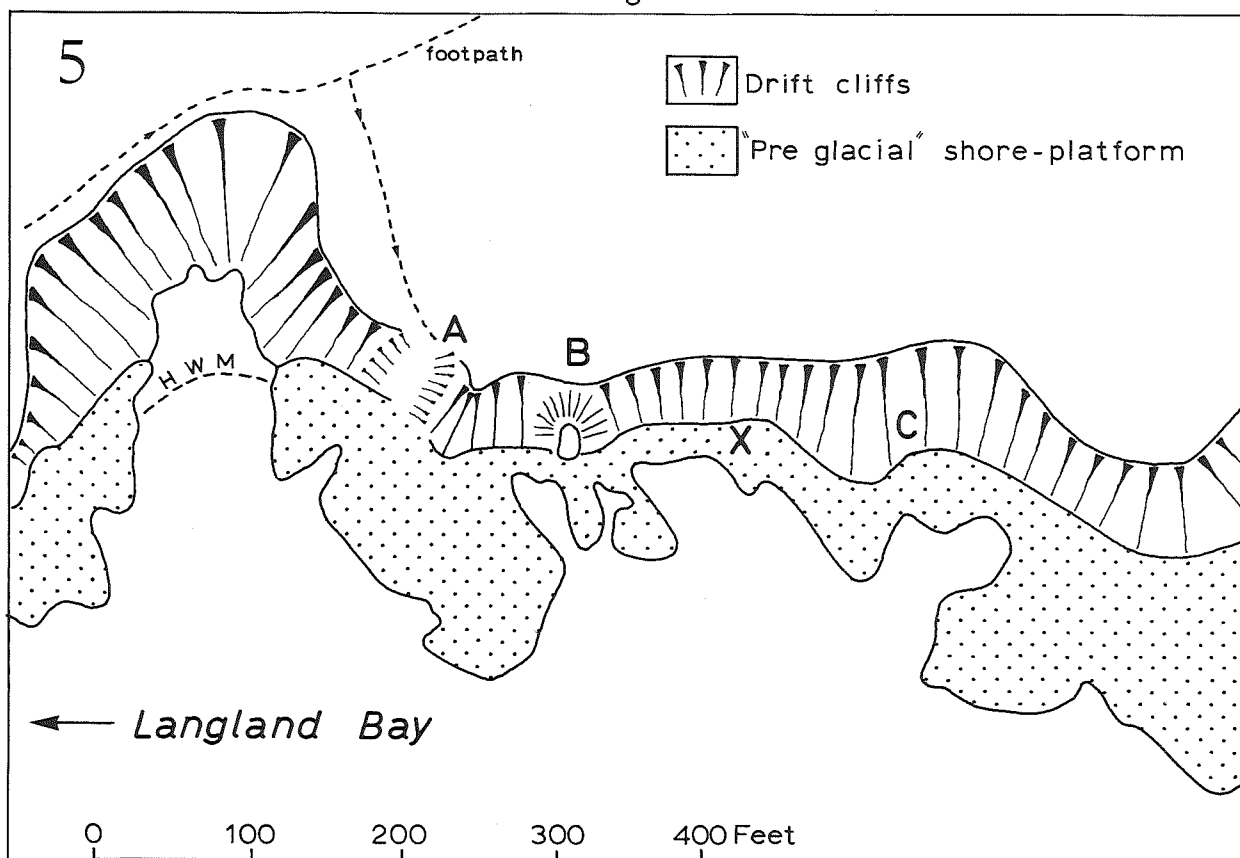 5
footpath
Drift cliffs
"Pre glacial" shore-platform
A
B
H W M
C
X
Langland Bay
0 100 200 300 400 Feet